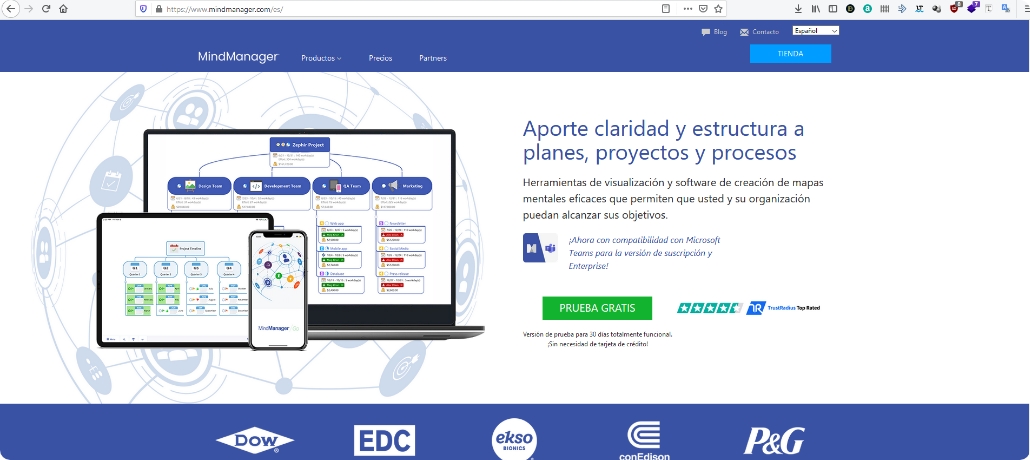 https://www.mindmanager.com/es/
Blog
Contacto
Español
MindManager
Productos
Precios
Partners
TIENDA
Aporte claridad y estructura a
planes, proyectos y procesos
Herramientas de visualización y software de creación de mapas
mentales eficaces que permiten que usted y su organización
puedan alcanzar sus objetivos.
¡Ahora con compatibilidad con Microsoft
Teams para la versión de suscripción y
Enterprise!
PRUEBA GRATIS
TrustRadius Top Rated
Versión de prueba para 30 días totalmente funcional.
¡Sin necesidad de tarjeta de crédito!
Zephir Project
Design Team
Development Team
QA Team
Marketing
MindManager
Dow
EDC
ekso
BIONICS
conEdison
P&G